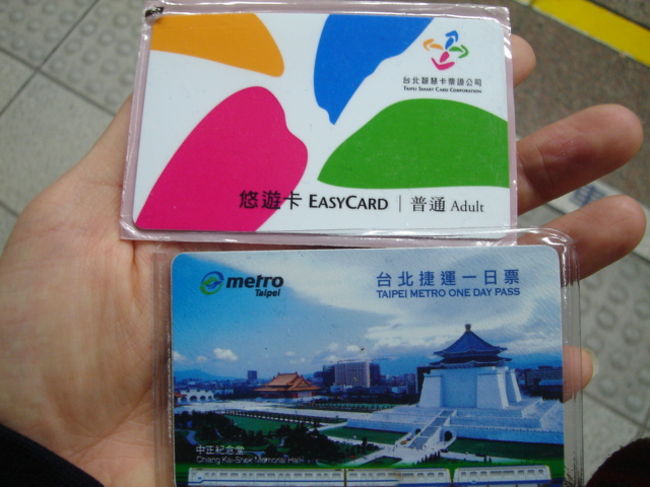 台北智慧卡票證公司
TAIPEI SMART CARD CORPORATION
悠遊卡 EASYCARD | 普通 Adult
metro
Taipei
台北捷運一日票
TAIPEI METRO ONE DAY PASS
中正紀念堂
Chiang Kai-Shek Memorial Hall